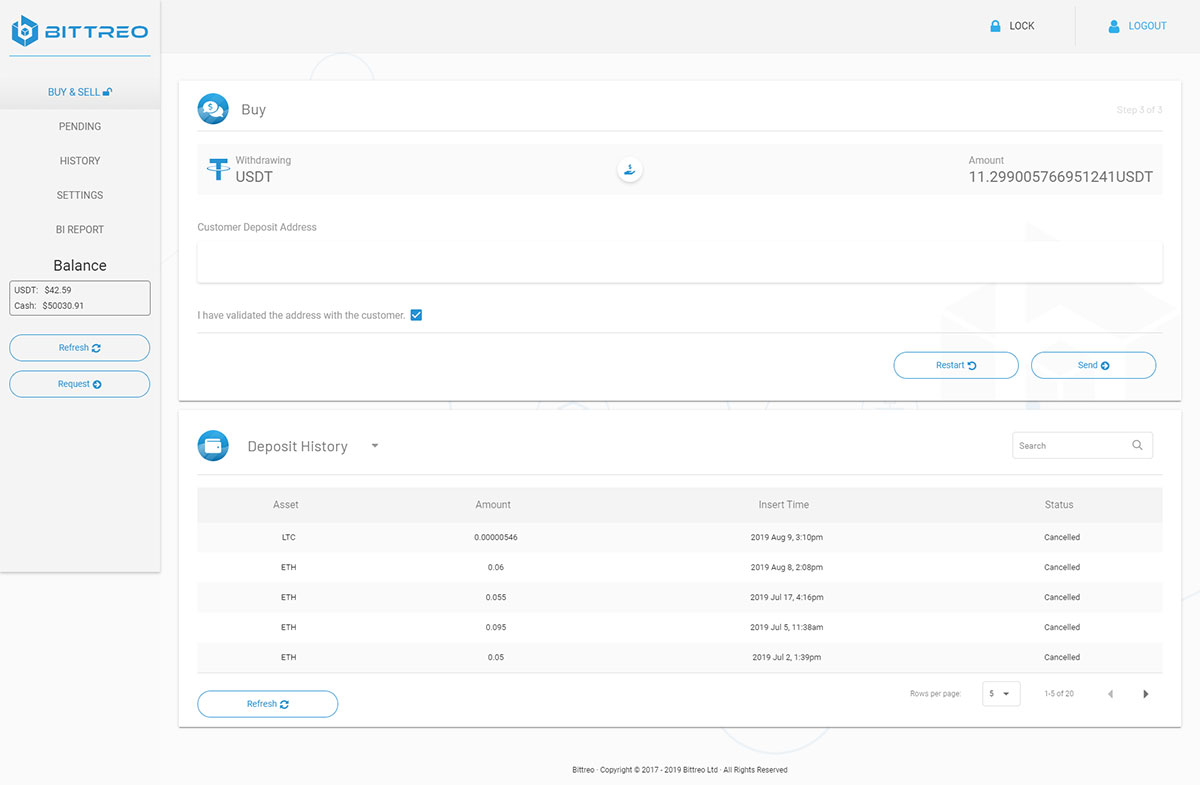 BITTREO
LOCK
LOGOUT
BUY & SELL
PENDING
HISTORY
SETTINGS
BI REPORT
Balance
USDT: $42.59
Cash: $50030.91
Refresh
Request
Buy
Step 3 of 3
Withdrawing
USDT
Amount
11.299005766951241USDT
Customer Deposit Address
I have validated the address with the customer.
Restart
Send
Deposit History
Search
Asset Amount Insert Time Status
LTC 0.00000546 2019 Aug 9, 3:10pm Cancelled
ETH 0.06 2019 Aug 8, 2:08pm Cancelled
ETH 0.055 2019 Jul 17, 4:16pm Cancelled
ETH 0.095 2019 Jul 5, 11:38am Cancelled
ETH 0.05 2019 Jul 2, 1:39pm Cancelled
Refresh
Rows per page: 5 1-5 of 20
Bittreo - Copyright © 2017 - 2019 Bittreo Ltd - All Rights Reserved